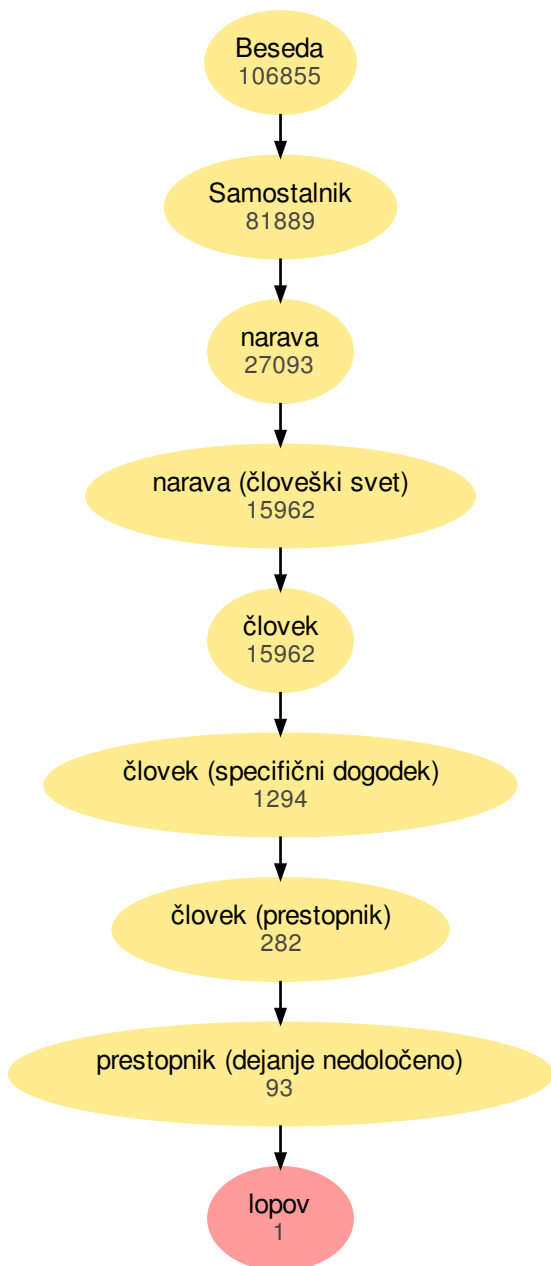 Beseda
106855
Samostalnik
81889
narava
27093
narava (človeški svet)
15962
človek
15962
človek (specifični dogodek)
1294
človek (prestopnik)
282
prestopnik (dejanje nedoločeno)
93
lopov
1